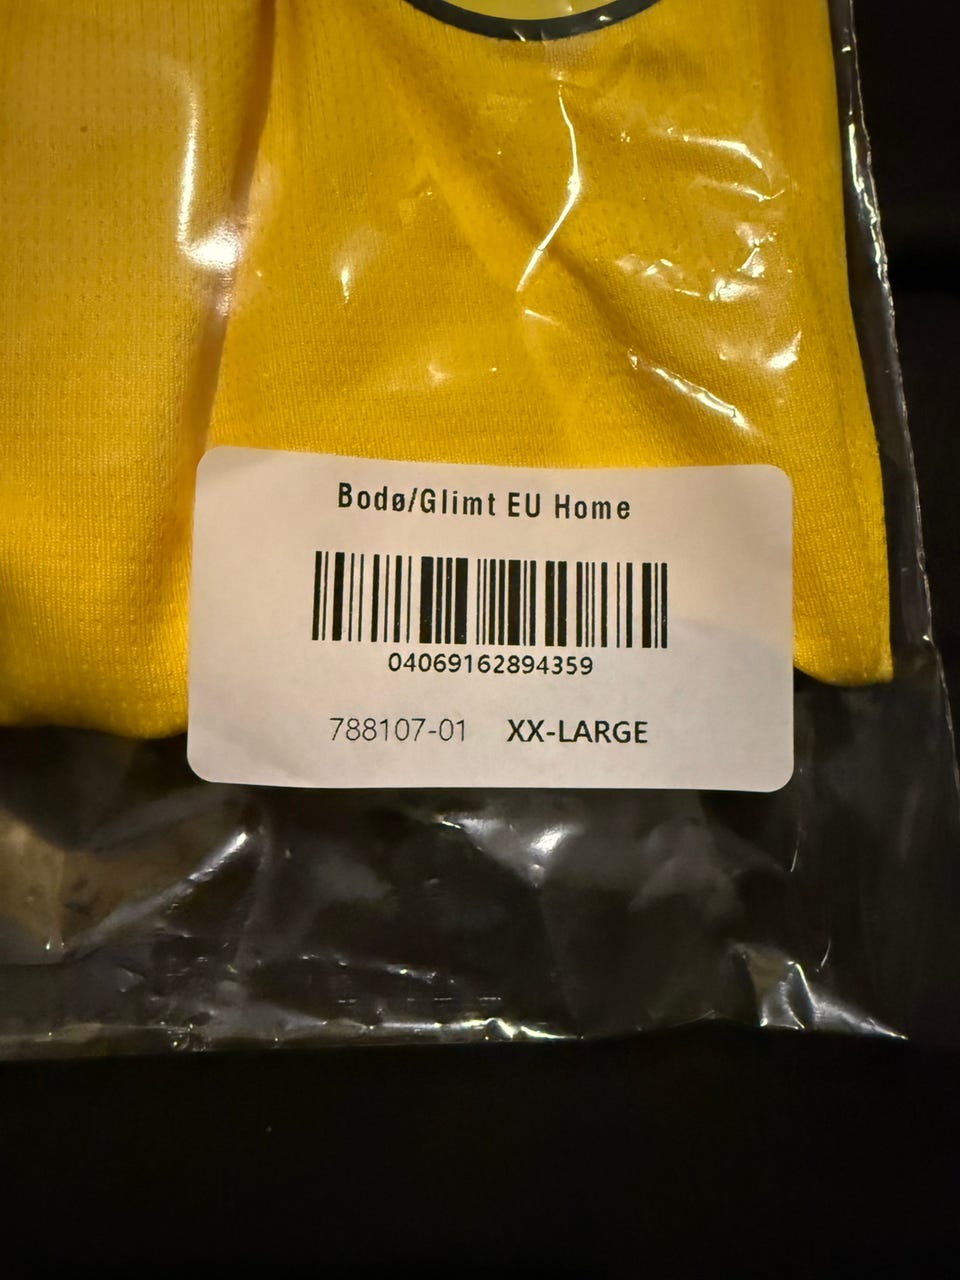 Bodø/Glimt EU Home
04069162894359
788107-01 XX-LARGE